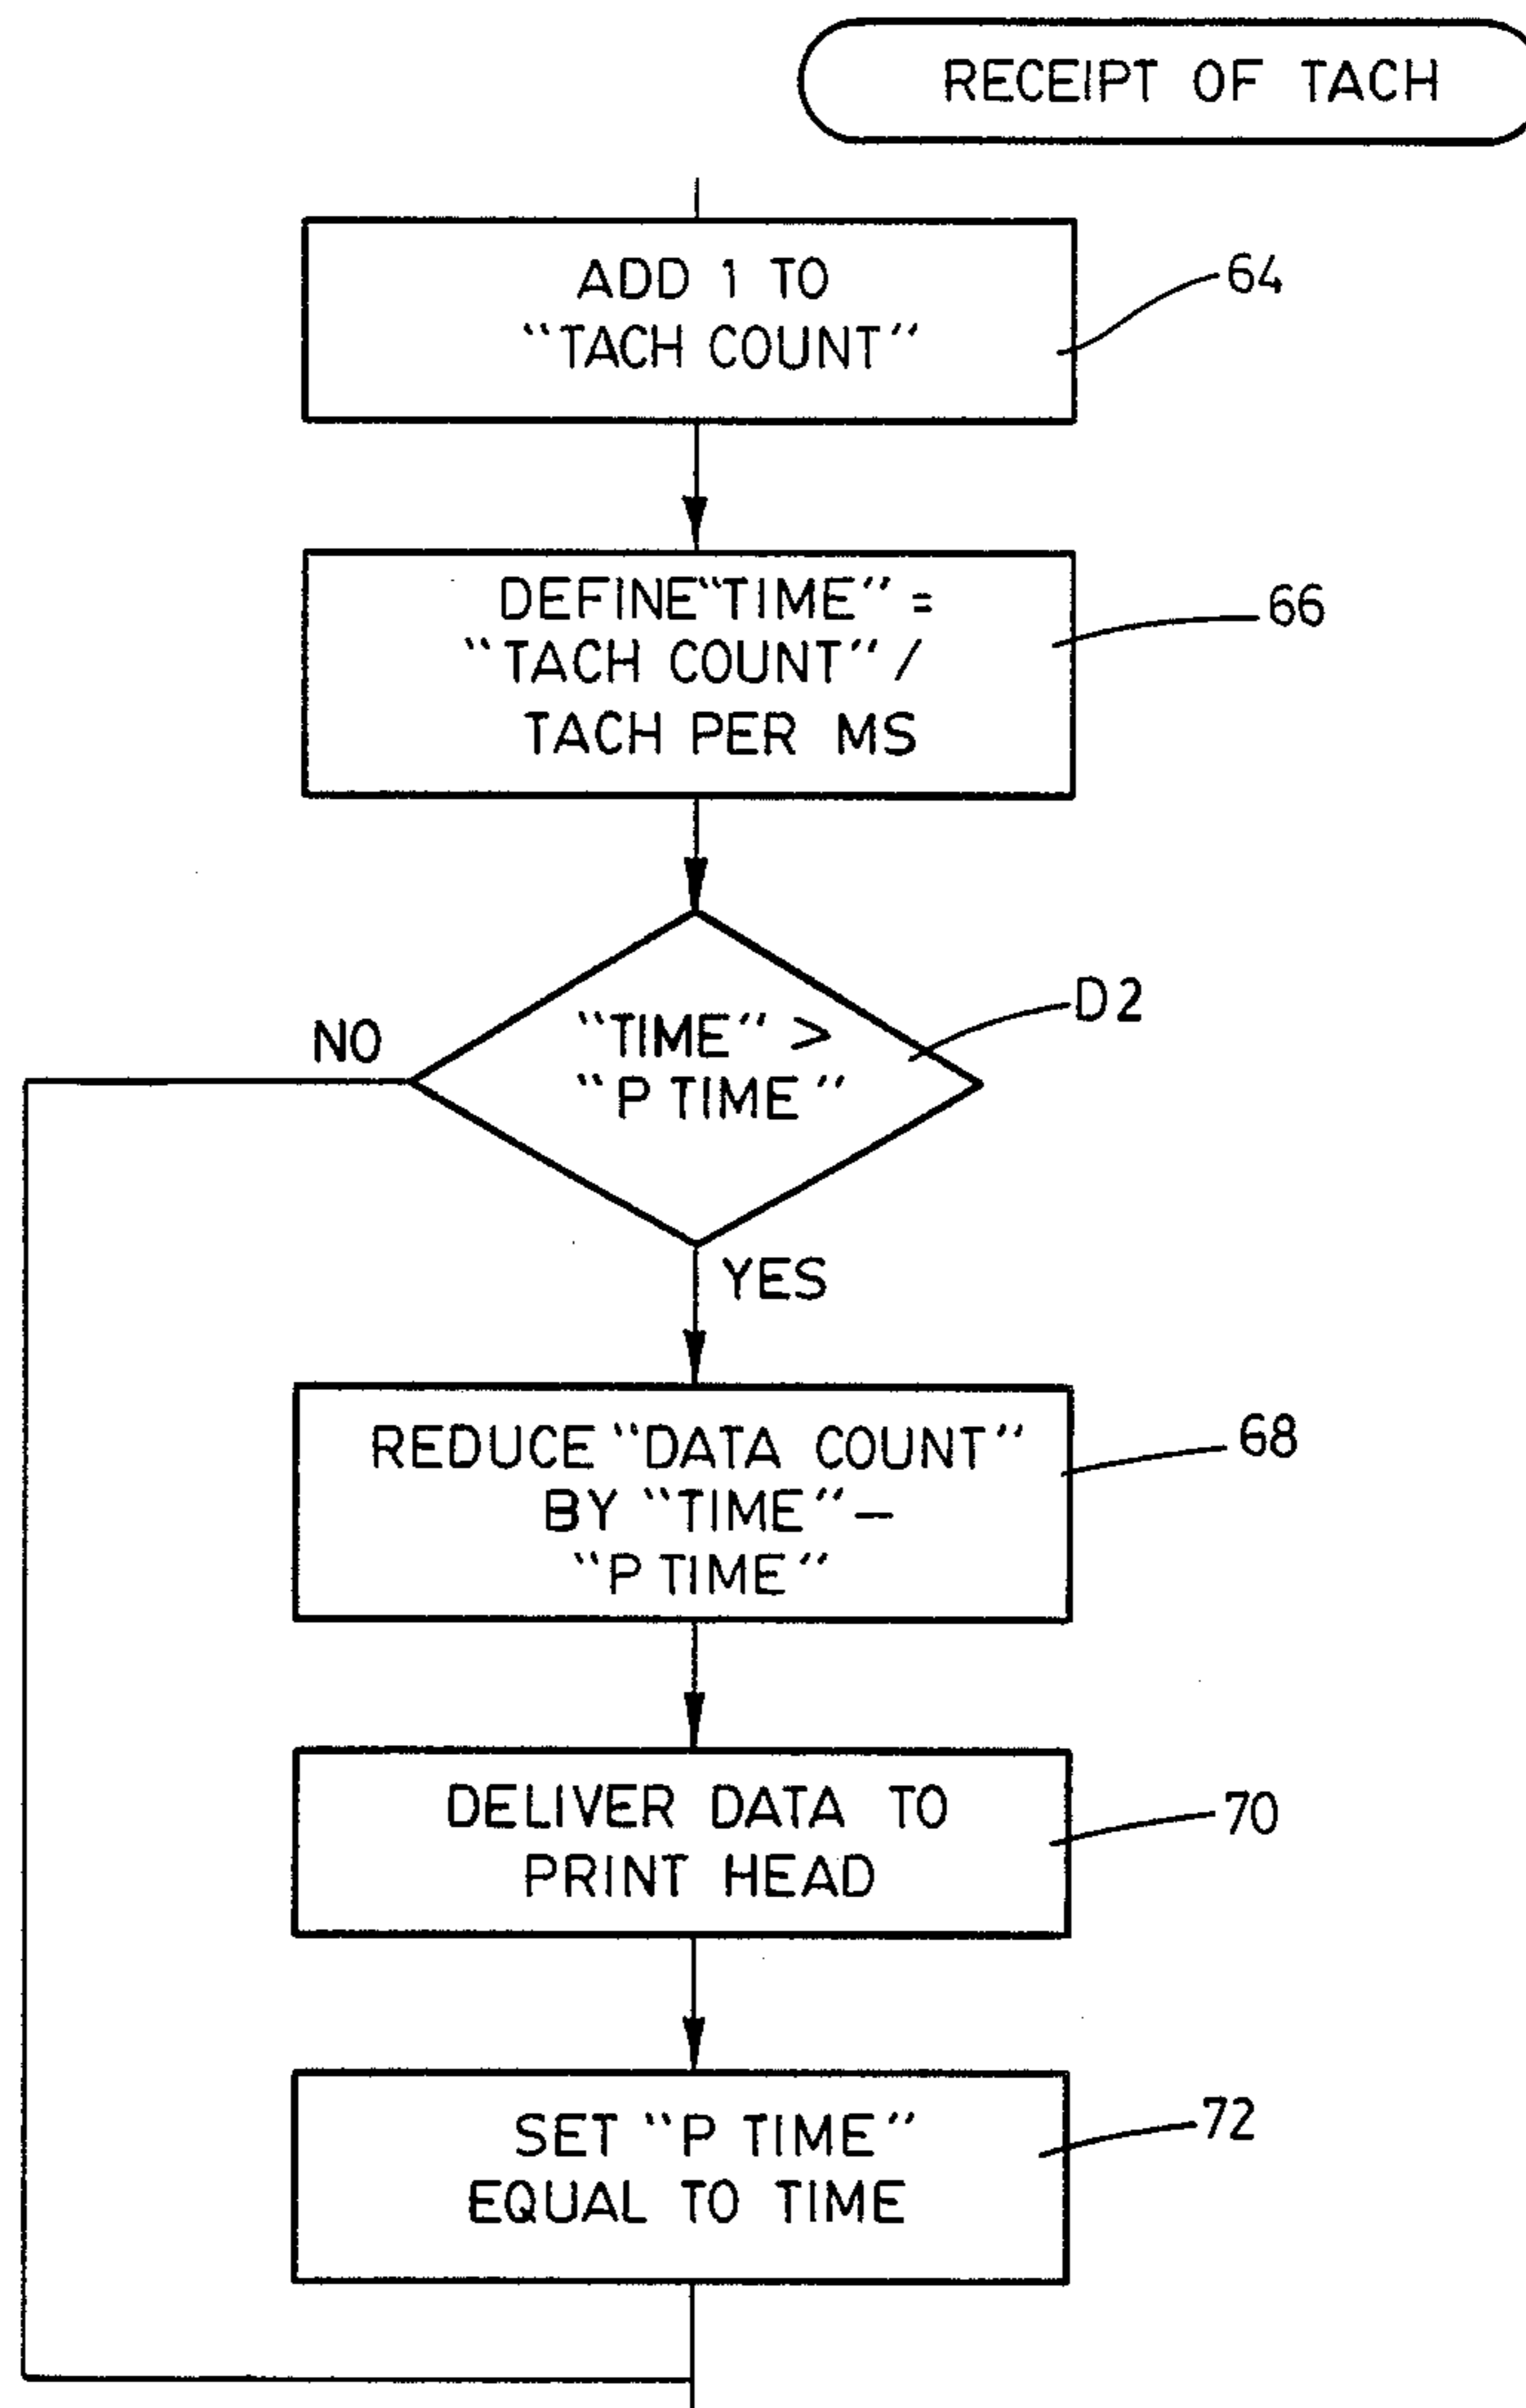 RECEIPT OF TACH
ADD 1 TO
"TACH COUNT"
64
DEFINE "TIME" =
"TACH COUNT" /
TACH PER MS
66
"TIME" >
"P TIME"
D2
NO
YES
REDUCE "DATA COUNT"
BY "TIME" –
"P TIME"
68
DELIVER DATA TO
PRINT HEAD
70
SET "P TIME"
EQUAL TO TIME
72